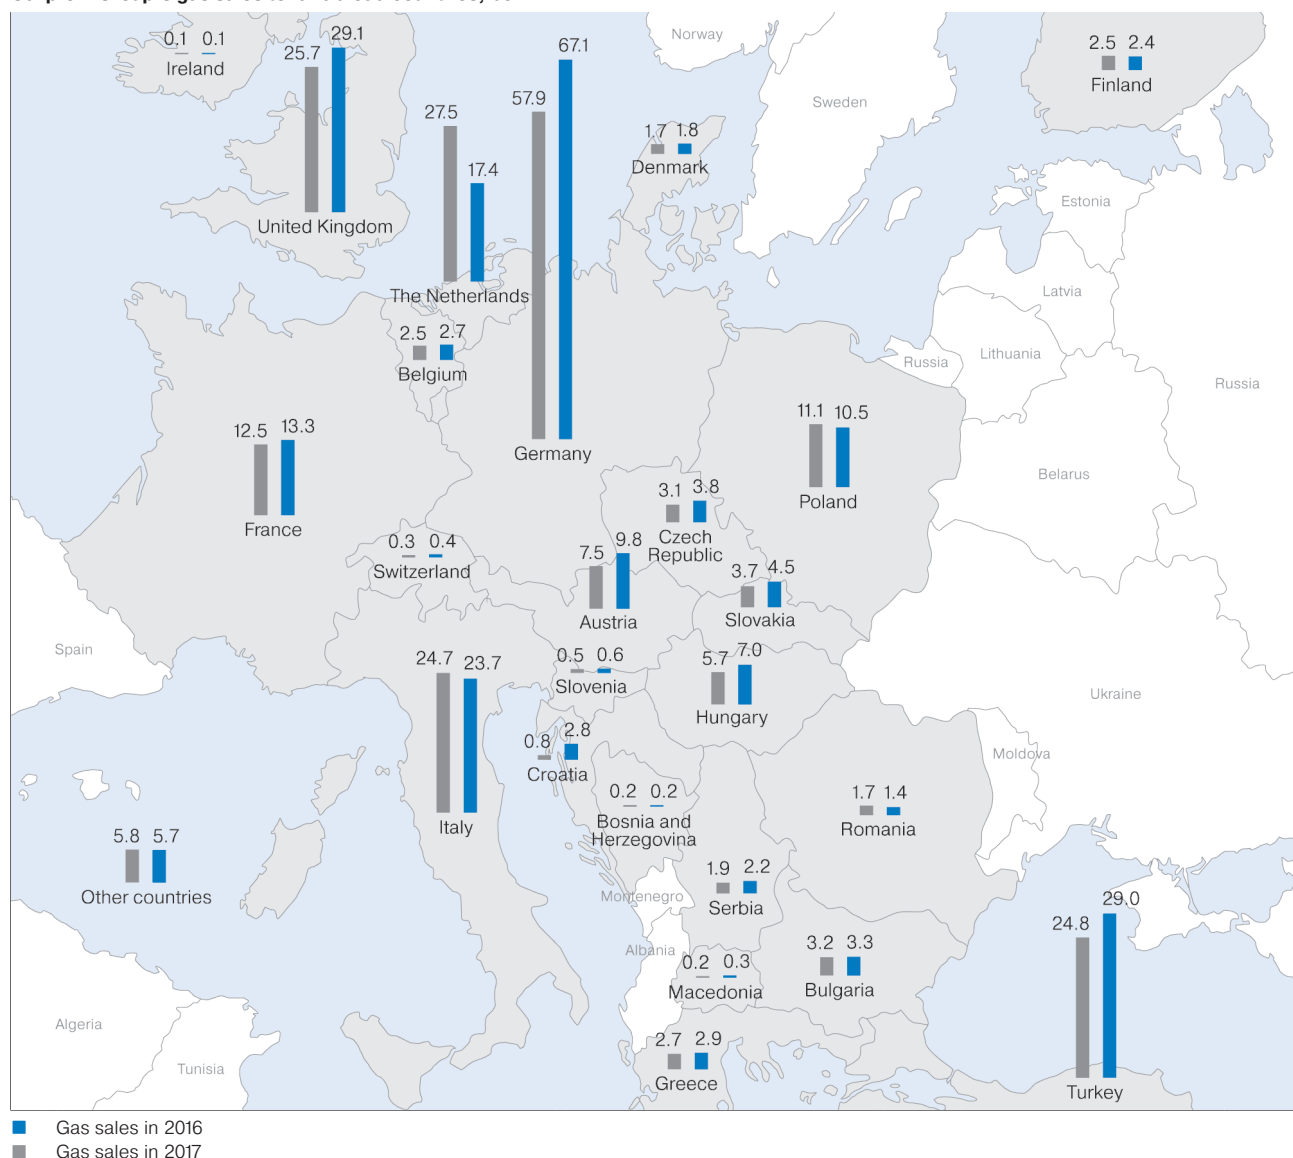 0.1 0.1
Ireland
25.7 29.1
United Kingdom
27.5 17.4
The Netherlands
57.9 67.1
Germany
Norway
Sweden
1.7 1.8
Denmark
2.5 2.4
Finland
Estonia
Latvia
Lithuania
Russia
Russia
Belarus
2.5 2.7
Belgium
12.5 13.3
France
11.1 10.5
Poland
3.1 3.8
Czech
Republic
0.3 0.4
Switzerland
7.5 9.8
Austria
3.7 4.5
Slovakia
Spain
24.7 23.7
Italy
0.5 0.6
Slovenia
5.7 7.0
Hungary
Ukraine
Moldova
0.8 2.8
Croatia
0.2 0.2
Bosnia and
Herzegovina
1.7 1.4
Romania
5.8 5.7
Other countries
Montenegro
1.9 2.2
Serbia
Albania
0.2 0.3
Macedonia
3.2 3.3
Bulgaria
24.8 29.0
Turkey
Algeria
Tunisia
2.7 2.9
Greece
Gas sales in 2016
Gas sales in 2017